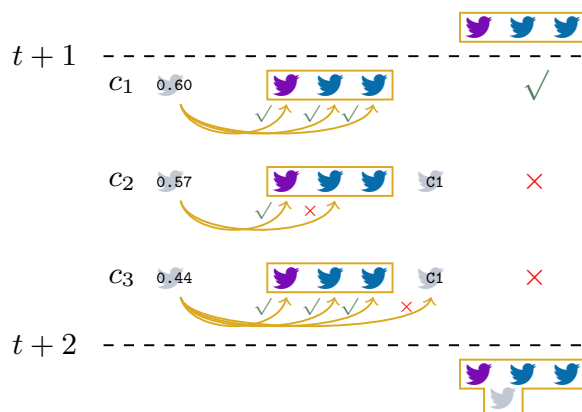 t + 1
c₁ 0.60 ✓ ✓ ✓ ✓
c₂ 0.57 ✓ × C1 ×
c₃ 0.44 ✓ ✓ ✓ × C1 ×
t + 2